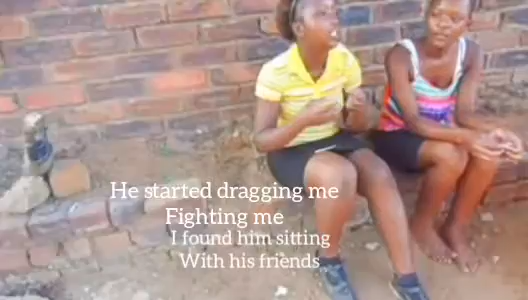 He started dragging me
Fighting me
I found him sitting
With his friends